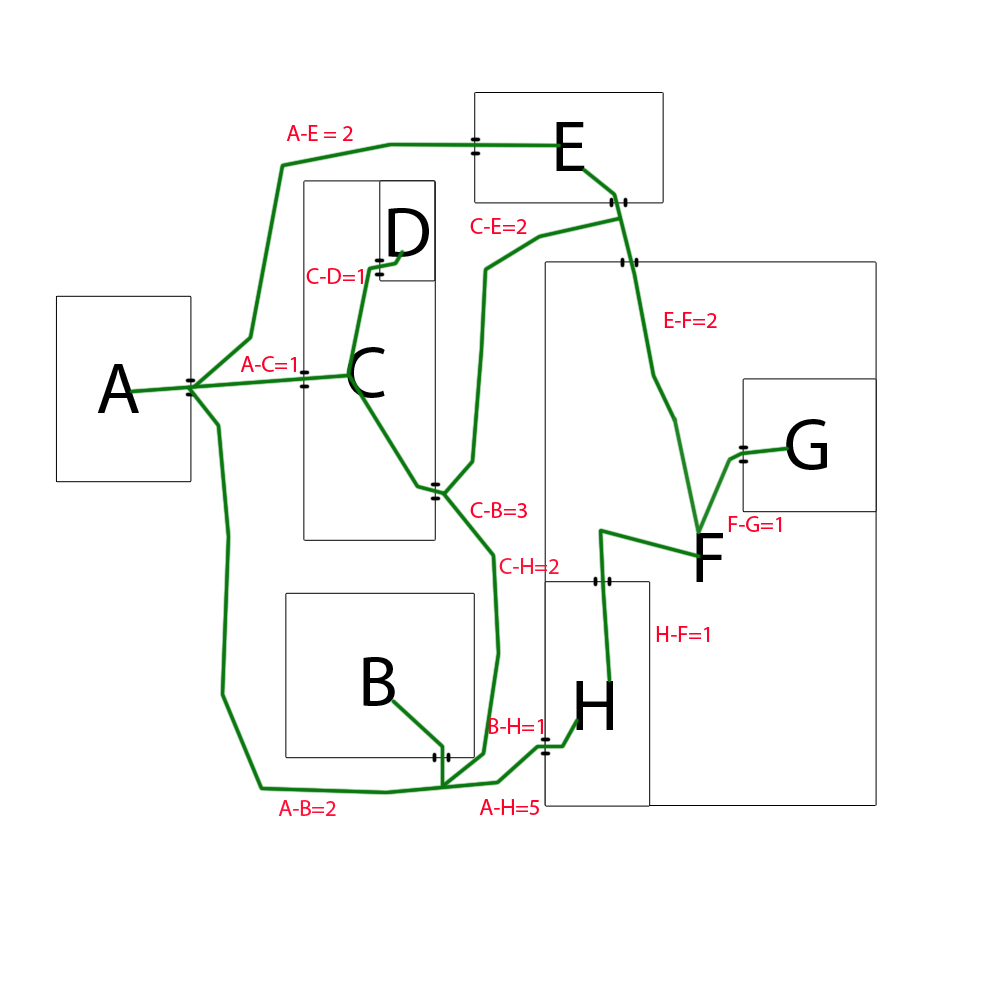 A-E = 2
E
D
C-E=2
C-D=1
E-F=2
A-C=1
C
A
G
C-B=3
F-G=1
F
C-H=2
H-F=1
B
H
B-H=1
A-B=2
A-H=5